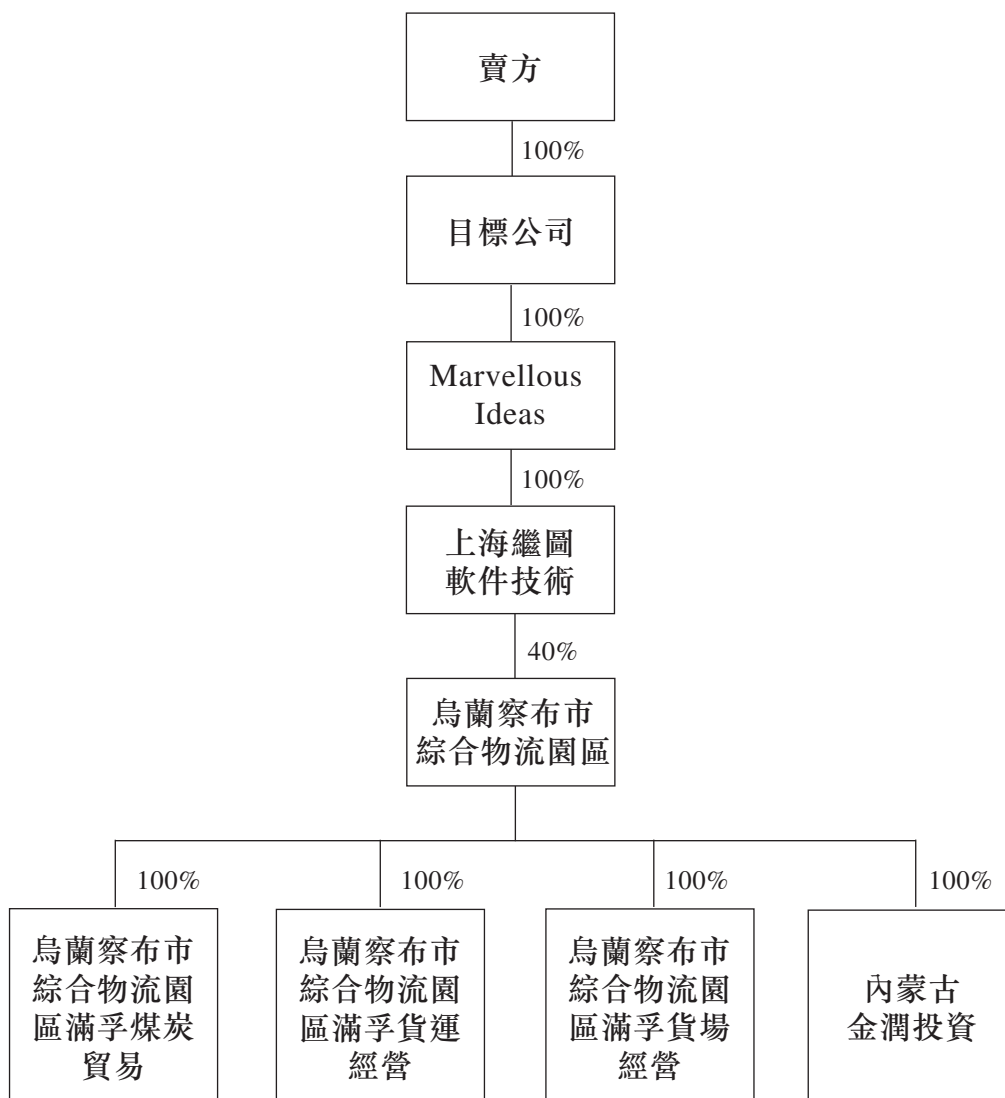 賣方
100%
目標公司
100%
Marvellous
Ideas
100%
上海繼圖
軟件技術
40%
烏蘭察布市
綜合物流園區
100%
100%
100%
100%
烏蘭察布市
綜合物流園
區滿孚煤炭
貿易
烏蘭察布市
綜合物流園
區滿孚貨運
經營
烏蘭察布市
綜合物流園
區滿孚貨場
經營
內蒙古
金潤投資